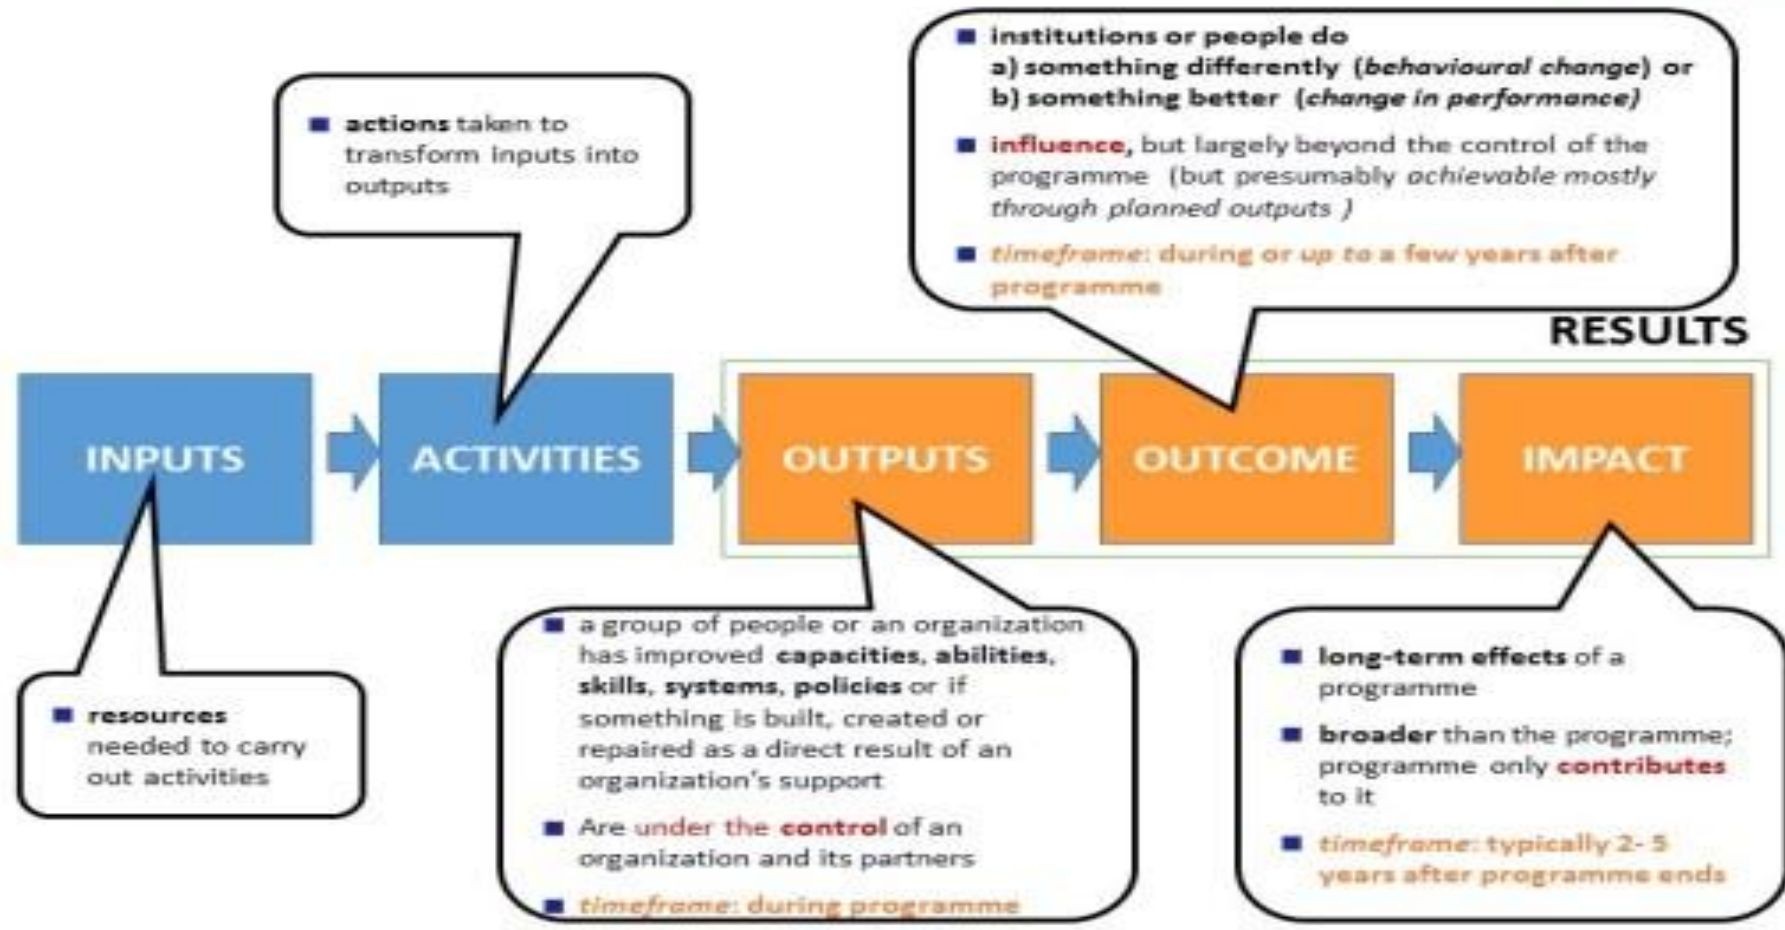 actions taken to
transform inputs into
outputs
institutions or people do
a) something differently (behavioural change) or
b) something better (change in performance)
influence, but largely beyond the control of the
programme (but presumably achievable mostly
through planned outputs )
timeframe: during or up to a few years after
programme
RESULTS
INPUTS
ACTIVITIES
OUTPUTS
OUTCOME
IMPACT
resources
needed to carry
out activities
a group of people or an organization
has improved capacities, abilities,
skills, systems, policies or if
something is built, created or
repaired as a direct result of an
organization's support
Are under the control of an
organization and its partners
timeframe: during programme
long-term effects of a
programme
broader than the programme;
programme only contributes
to it
timeframe: typically 2- 5
years after programme ends